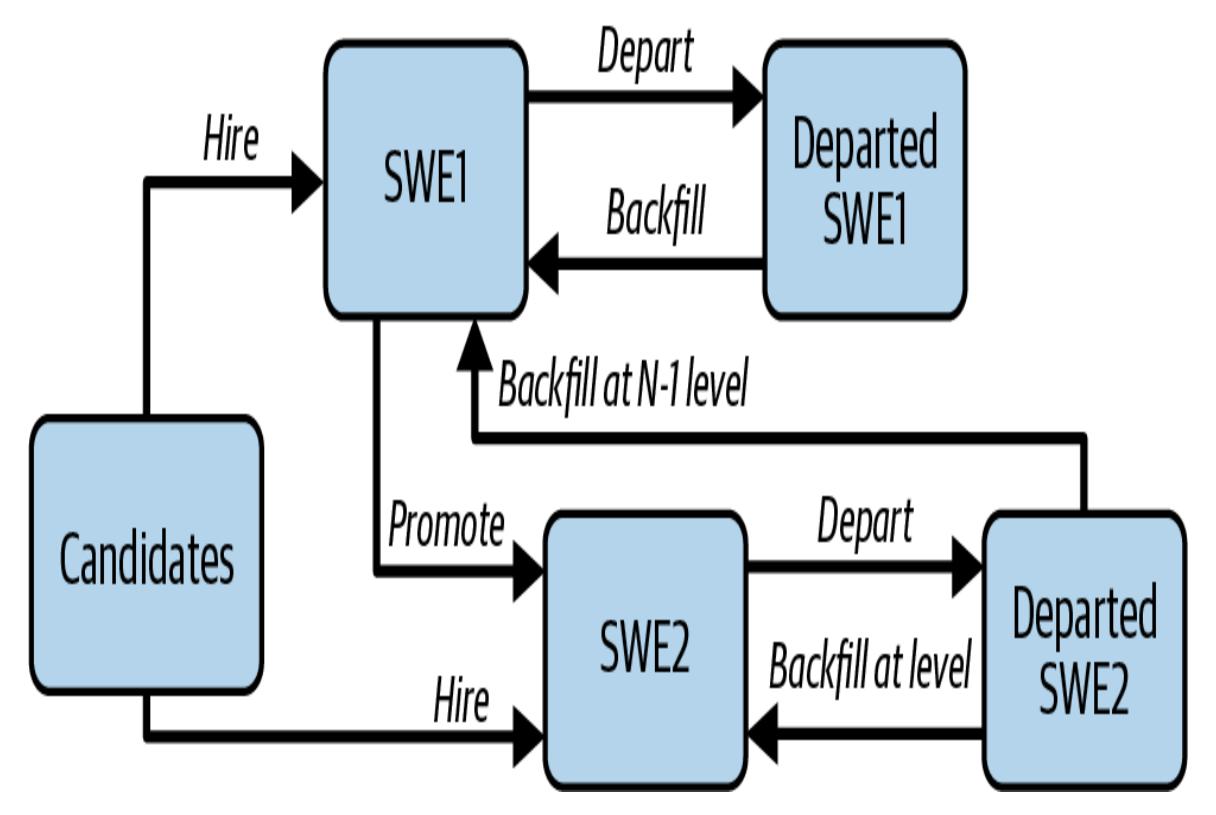 Depart
Hire
SWE1
Departed
SWE1
Backfill
Backfill at N-1 level
Promote
Depart
Candidates
SWE2
Departed
SWE2
Backfill at level
Hire